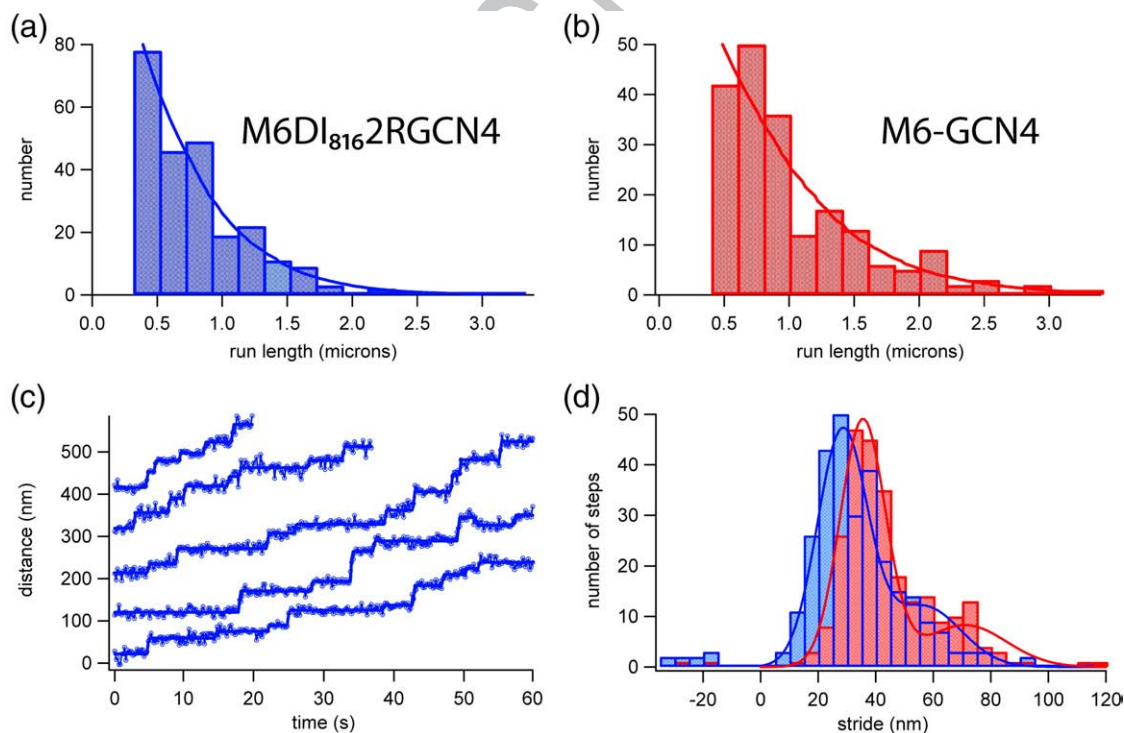 (a)
80
60
40
20
0
number
M6DI₈₁₆2RGCN4
0.0 0.5 1.0 1.5 2.0 2.5 3.0
run length (microns)
(b)
50
40
30
20
10
0
number
M6-GCN4
0.0 0.5 1.0 1.5 2.0 2.5 3.0
run length (microns)
(c)
500
400
300
200
100
0
distance (nm)
0 10 20 30 40 50 60
time (s)
(d)
50
40
30
20
10
0
number of steps
-20 0 20 40 60 80 100 120
stride (nm)